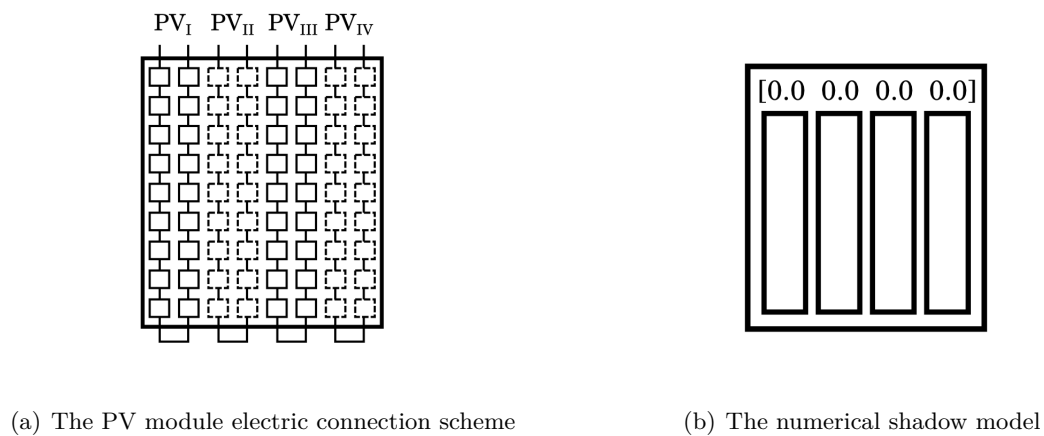 PV_I PV_II PV_III PV_IV
[0.0 0.0 0.0 0.0]
(a) The PV module electric connection scheme
(b) The numerical shadow model